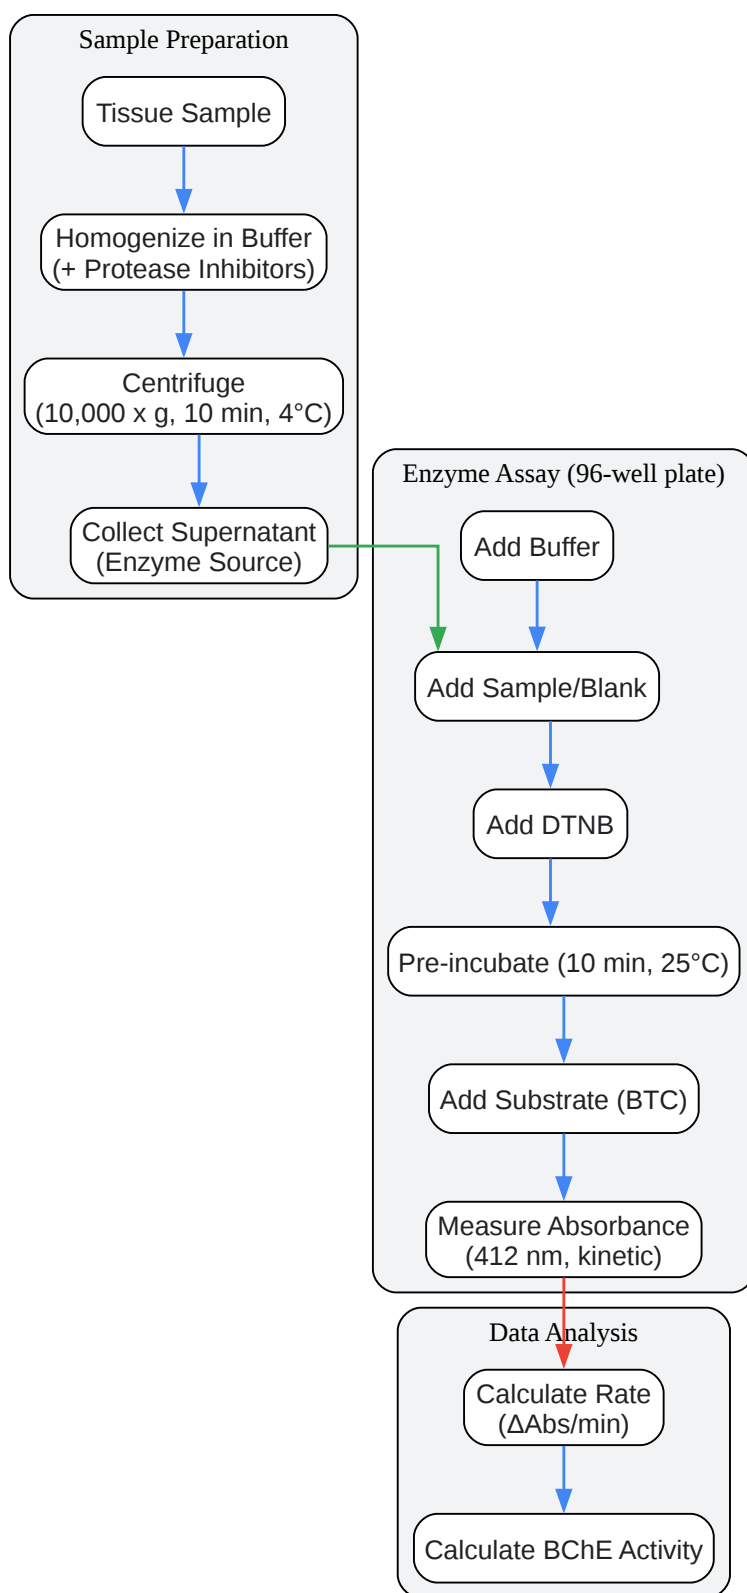 Sample Preparation
Tissue Sample
Homogenize in Buffer
(+ Protease Inhibitors)
Centrifuge
(10,000 x g, 10 min, 4°C)
Collect Supernatant
(Enzyme Source)
Enzyme Assay (96-well plate)
Add Buffer
Add Sample/Blank
Add DTNB
Pre-incubate (10 min, 25°C)
Add Substrate (BTC)
Measure Absorbance
(412 nm, kinetic)
Data Analysis
Calculate Rate
(ΔAbs/min)
Calculate BChE Activity